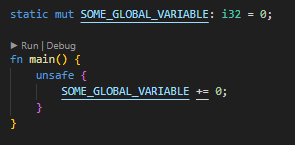 static mut SOME_GLOBAL_VARIABLE: i32 = 0;
Run | Debug
fn main() {
unsafe {
SOME_GLOBAL_VARIABLE += 0;
}
}